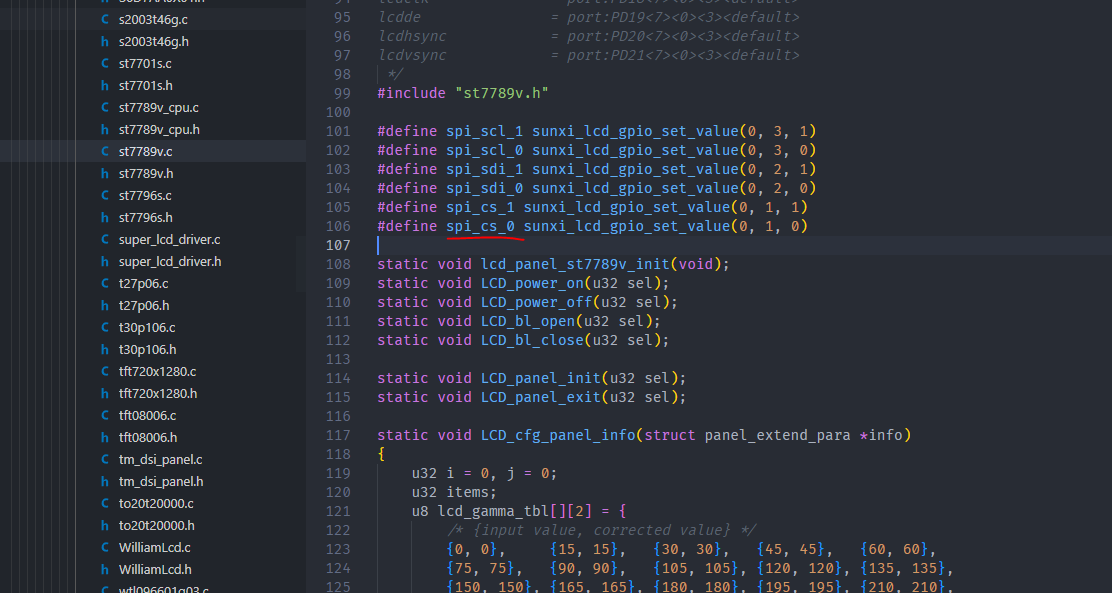 s2003t46g.c
s2003t46g.h
st7701s.c
st7701s.h
st7789v_cpu.c
st7789v_cpu.h
st7789v.c
st7789v.h
st7796s.c
st7796s.h
super_lcd_driver.c
super_lcd_driver.h
t27p06.c
t27p06.h
t30p106.c
t30p106.h
tft720x1280.c
tft720x1280.h
tft08006.c
tft08006.h
tm_dsi_panel.c
tm_dsi_panel.h
to20t20000.c
to20t20000.h
WilliamLcd.c
WilliamLcd.h
95 lcdde = port:PD19<7><0><3><default>
96 lcdhsync = port:PD20<7><0><3><default>
97 lcdvsync = port:PD21<7><0><3><default>
98 */
99 #include "st7789v.h"
100
101 #define spi_scl_1 sunxi_lcd_gpio_set_value(0, 3, 1)
102 #define spi_scl_0 sunxi_lcd_gpio_set_value(0, 3, 0)
103 #define spi_sdi_1 sunxi_lcd_gpio_set_value(0, 2, 1)
104 #define spi_sdi_0 sunxi_lcd_gpio_set_value(0, 2, 0)
105 #define spi_cs_1 sunxi_lcd_gpio_set_value(0, 1, 1)
106 #define spi_cs_0 sunxi_lcd_gpio_set_value(0, 1, 0)
107
108 static void lcd_panel_st7789v_init(void);
109 static void LCD_power_on(u32 sel);
110 static void LCD_power_off(u32 sel);
111 static void LCD_bl_open(u32 sel);
112 static void LCD_bl_close(u32 sel);
113
114 static void LCD_panel_init(u32 sel);
115 static void LCD_panel_exit(u32 sel);
116
117 static void LCD_cfg_panel_info(struct panel_extend_para *info)
118 {
119 u32 i = 0, j = 0;
120 u32 items;
121 u8 lcd_gamma_tbl[][2] = {
122 /* {input value, corrected value} */
123 {0, 0}, {15, 15}, {30, 30}, {45, 45}, {60, 60},
124 {75, 75}, {90, 90}, {105, 105}, {120, 120}, {135, 135},
125 {150, 150}, {165, 165}, {180, 180}, {195, 195}, {210, 210},